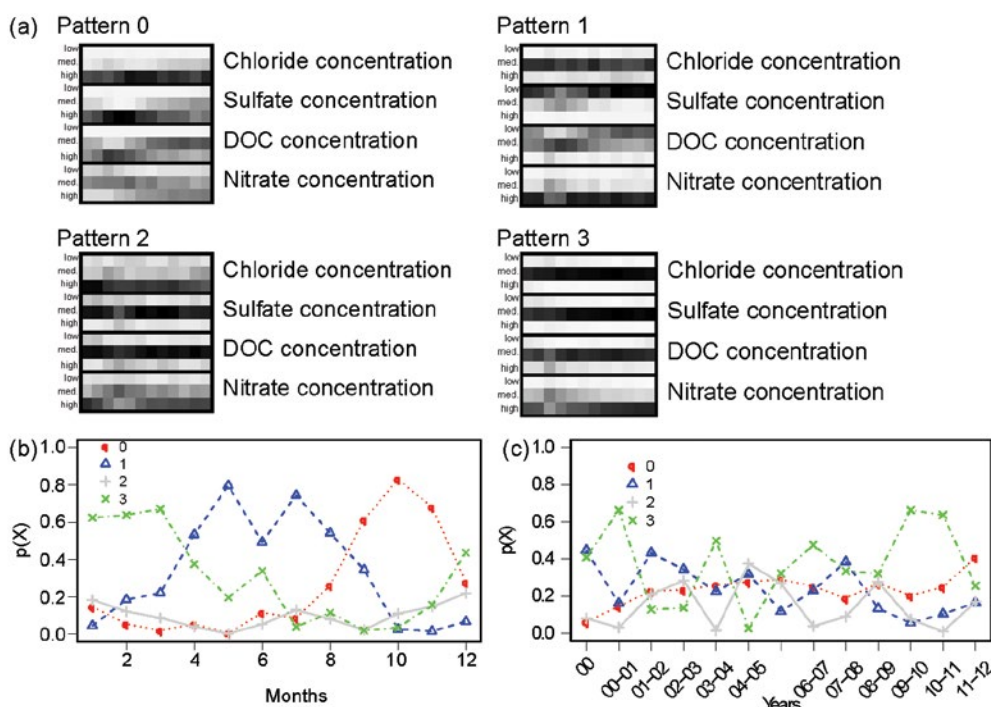 (a)
Pattern 0
low
med.
high
low
med.
high
low
med.
high
low
med.
high
Chloride concentration
Sulfate concentration
DOC concentration
Nitrate concentration
Pattern 1
low
med.
high
low
med.
high
low
med.
high
low
med.
high
Chloride concentration
Sulfate concentration
DOC concentration
Nitrate concentration
Pattern 2
low
med.
high
low
med.
high
low
med.
high
low
med.
high
Chloride concentration
Sulfate concentration
DOC concentration
Nitrate concentration
Pattern 3
low
med.
high
low
med.
high
low
med.
high
low
med.
high
Chloride concentration
Sulfate concentration
DOC concentration
Nitrate concentration
(b)
1.0
0.8
0.6
0.4
0.2
0.0
p(X)
0
1
2
3
2
4
6
8
10
12
Months
(c)
1.0
0.8
0.6
0.4
0.2
0.0
p(X)
0
1
2
3
00
00–01
01–02
02–03
03–04
04–05
06–07
07–08
08–09
09–10
10–11
11–12
Years